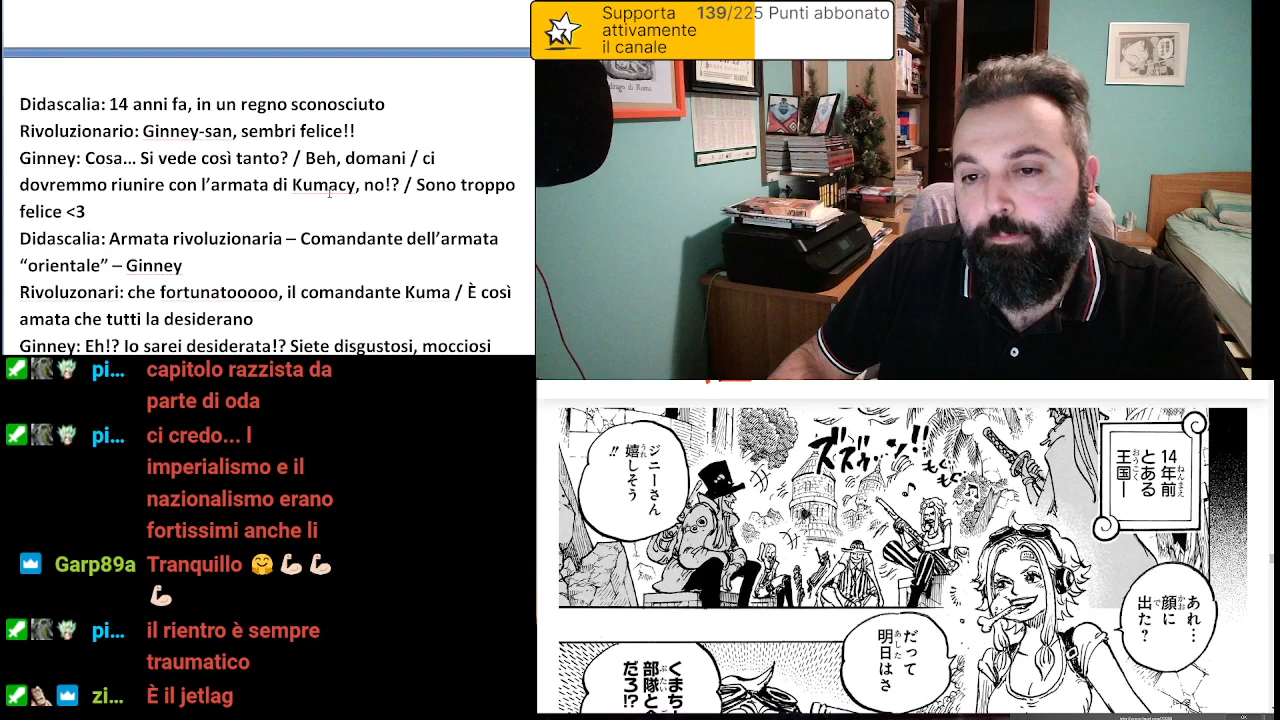 Didascalia: 14 anni fa, in un regno sconosciuto
Rivoluzionario: Ginney-san, sembri felice!!
Ginney: Cosa... Si vede così tanto? / Beh, domani / ci
dovremmo riunire con l'armata di Kumacy, no!? / Sono troppo
felice <3
Didascalia: Armata rivoluzionaria – Comandante dell'armata
“orientale” – Ginney
Rivoluzonari: che fortunatooooo, il comandante Kuma / È così
amata che tutti la desiderano
Ginney: Eh!? Io sarei desiderata!? Siete disgustosi, mocciosi
Supporta
attivamente
il canale
139/225 Punti abbonato
pi... capitolo razzista da
parte di oda
pi... ci credo... l
imperialismo e il
nazionalismo erano
fortissimi anche li
Garp89a Tranquillo 🤗 💪🏻 💪🏻
💪🏻
pi... il rientro è sempre
traumatico
zi... È il jetlag
14年前
とある
王国ー
ジニーさん
嬉しそう
!!
あれ…
顔に
出た？
だって
明日はさ
くまちー
部隊と
だろ!?